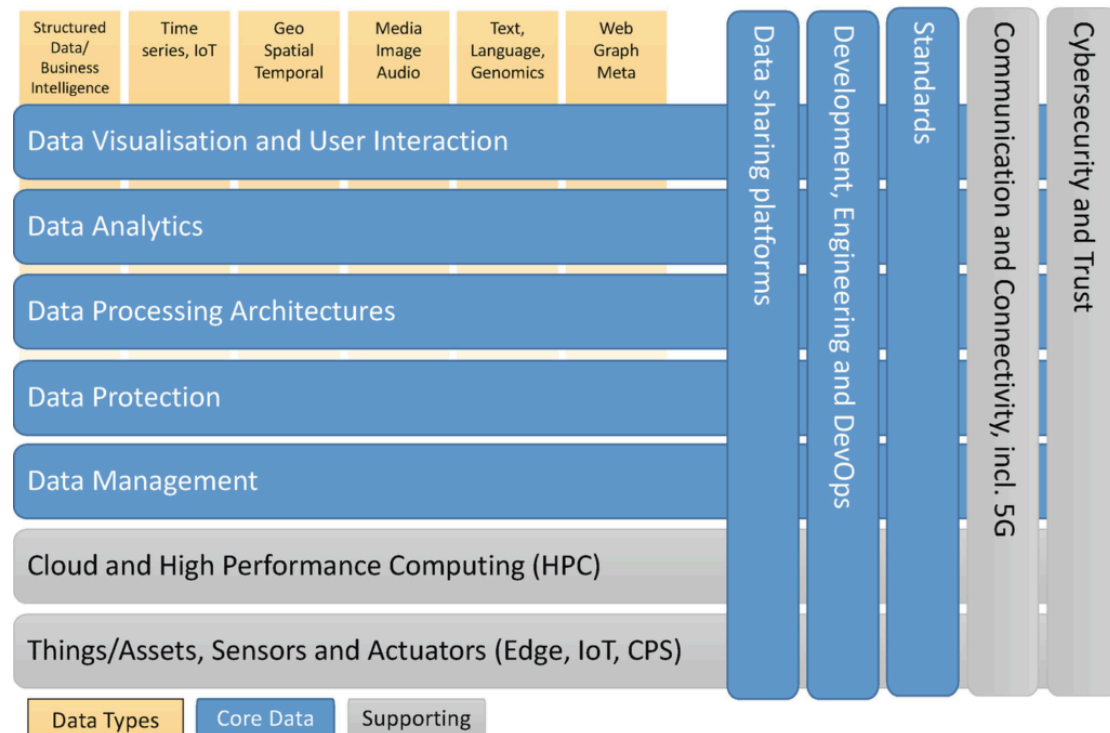 Structured
Data/
Business
Intelligence
Time
series, IoT
Geo
Spatial
Temporal
Media
Image
Audio
Text,
Language,
Genomics
Web
Graph
Meta
Data Visualisation and User Interaction
Data Analytics
Data Processing Architectures
Data Protection
Data Management
Cloud and High Performance Computing (HPC)
Things/Assets, Sensors and Actuators (Edge, IoT, CPS)
Data sharing platforms
Development, Engineering and DevOps
Standards
Communication and Connectivity, incl. 5G
Cybersecurity and Trust
Data Types
Core Data
Supporting